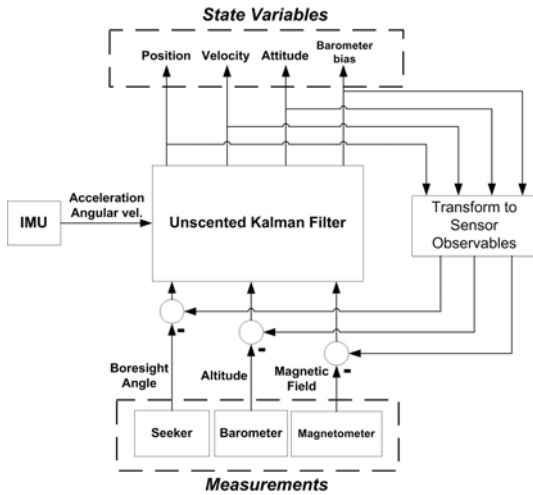 State Variables
Position Velocity Attitude Barometer
bias
Acceleration
Angular vel.
IMU
Unscented Kalman Filter
Transform to
Sensor
Observables
-
-
-
Boresight
Angle
Altitude
Magnetic
Field
Seeker Barometer Magnetometer
Measurements